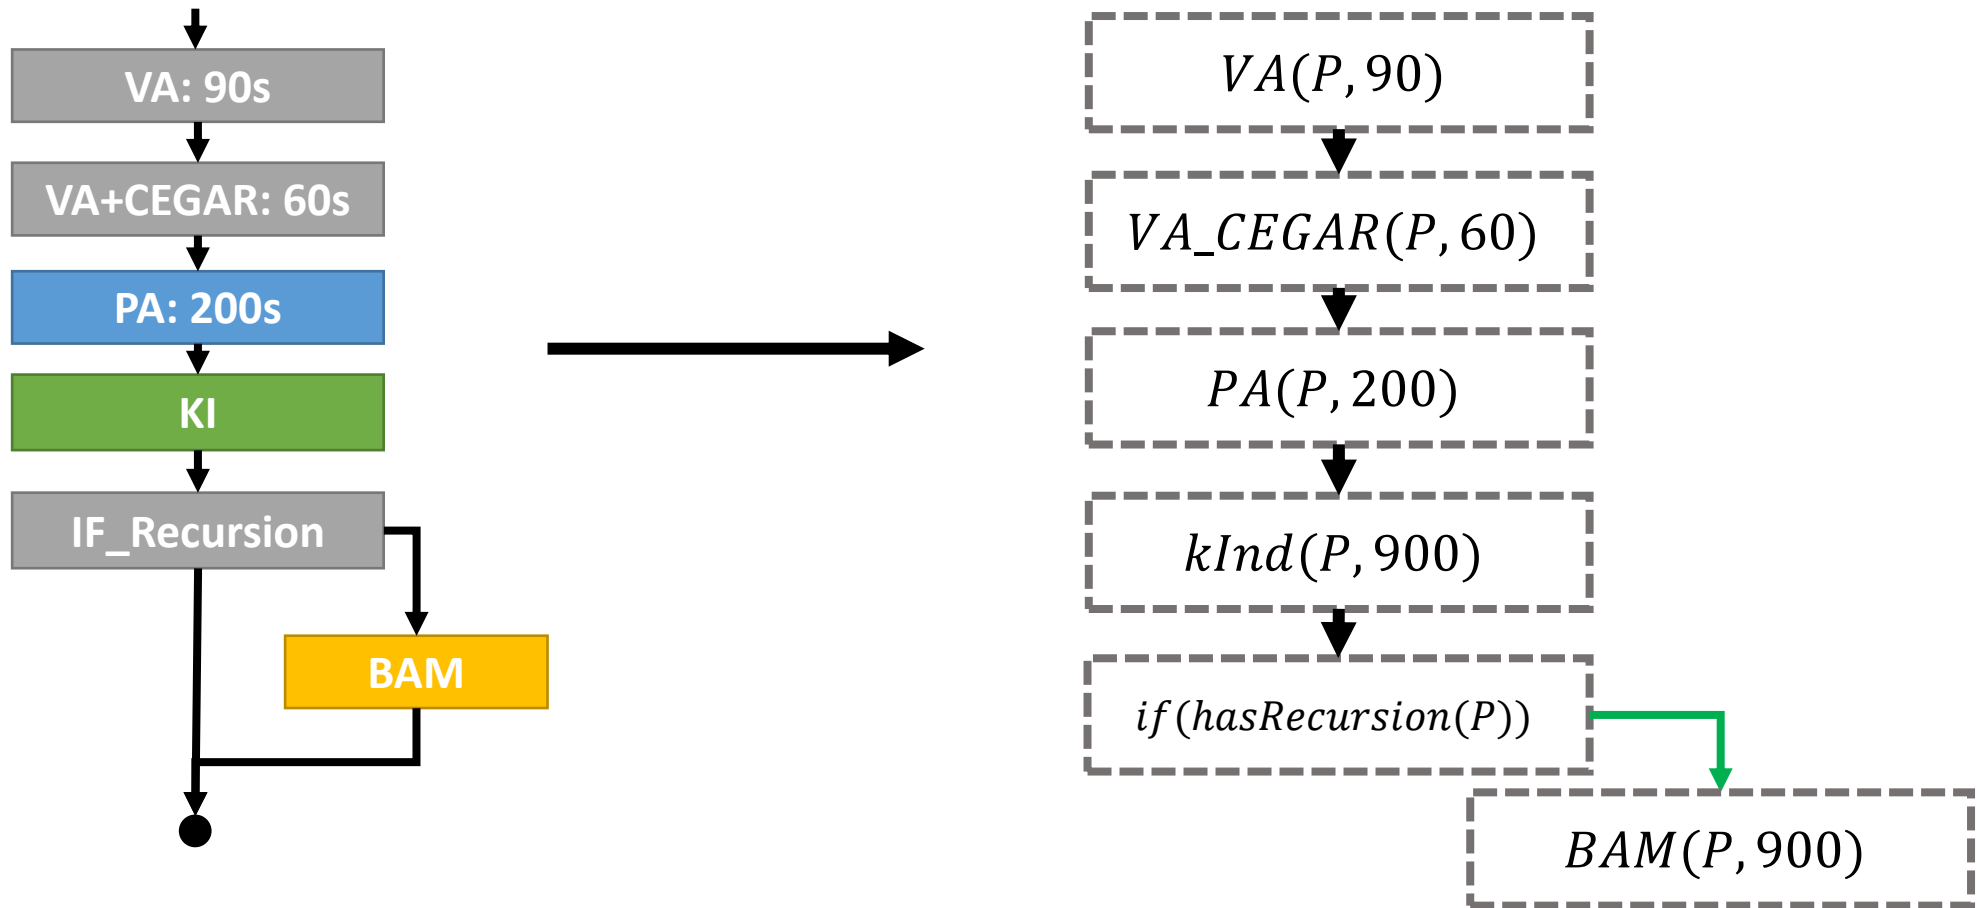 VA: 90s
VA+CEGAR: 60s
PA: 200s
KI
IF_Recursion
BAM
VA(P, 90)
VA_CEGAR(P, 60)
PA(P, 200)
kInd(P, 900)
if(hasRecursion(P))
BAM(P, 900)